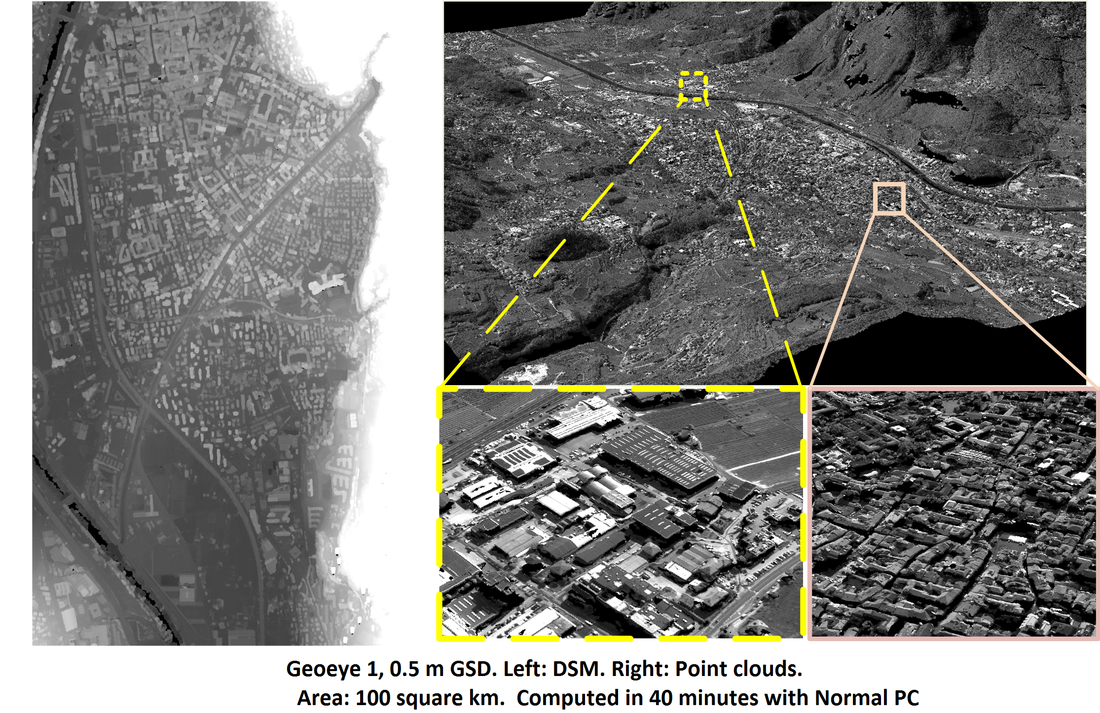 Geoeye 1, 0.5 m GSD. Left: DSM. Right: Point clouds.
Area: 100 square km. Computed in 40 minutes with Normal PC